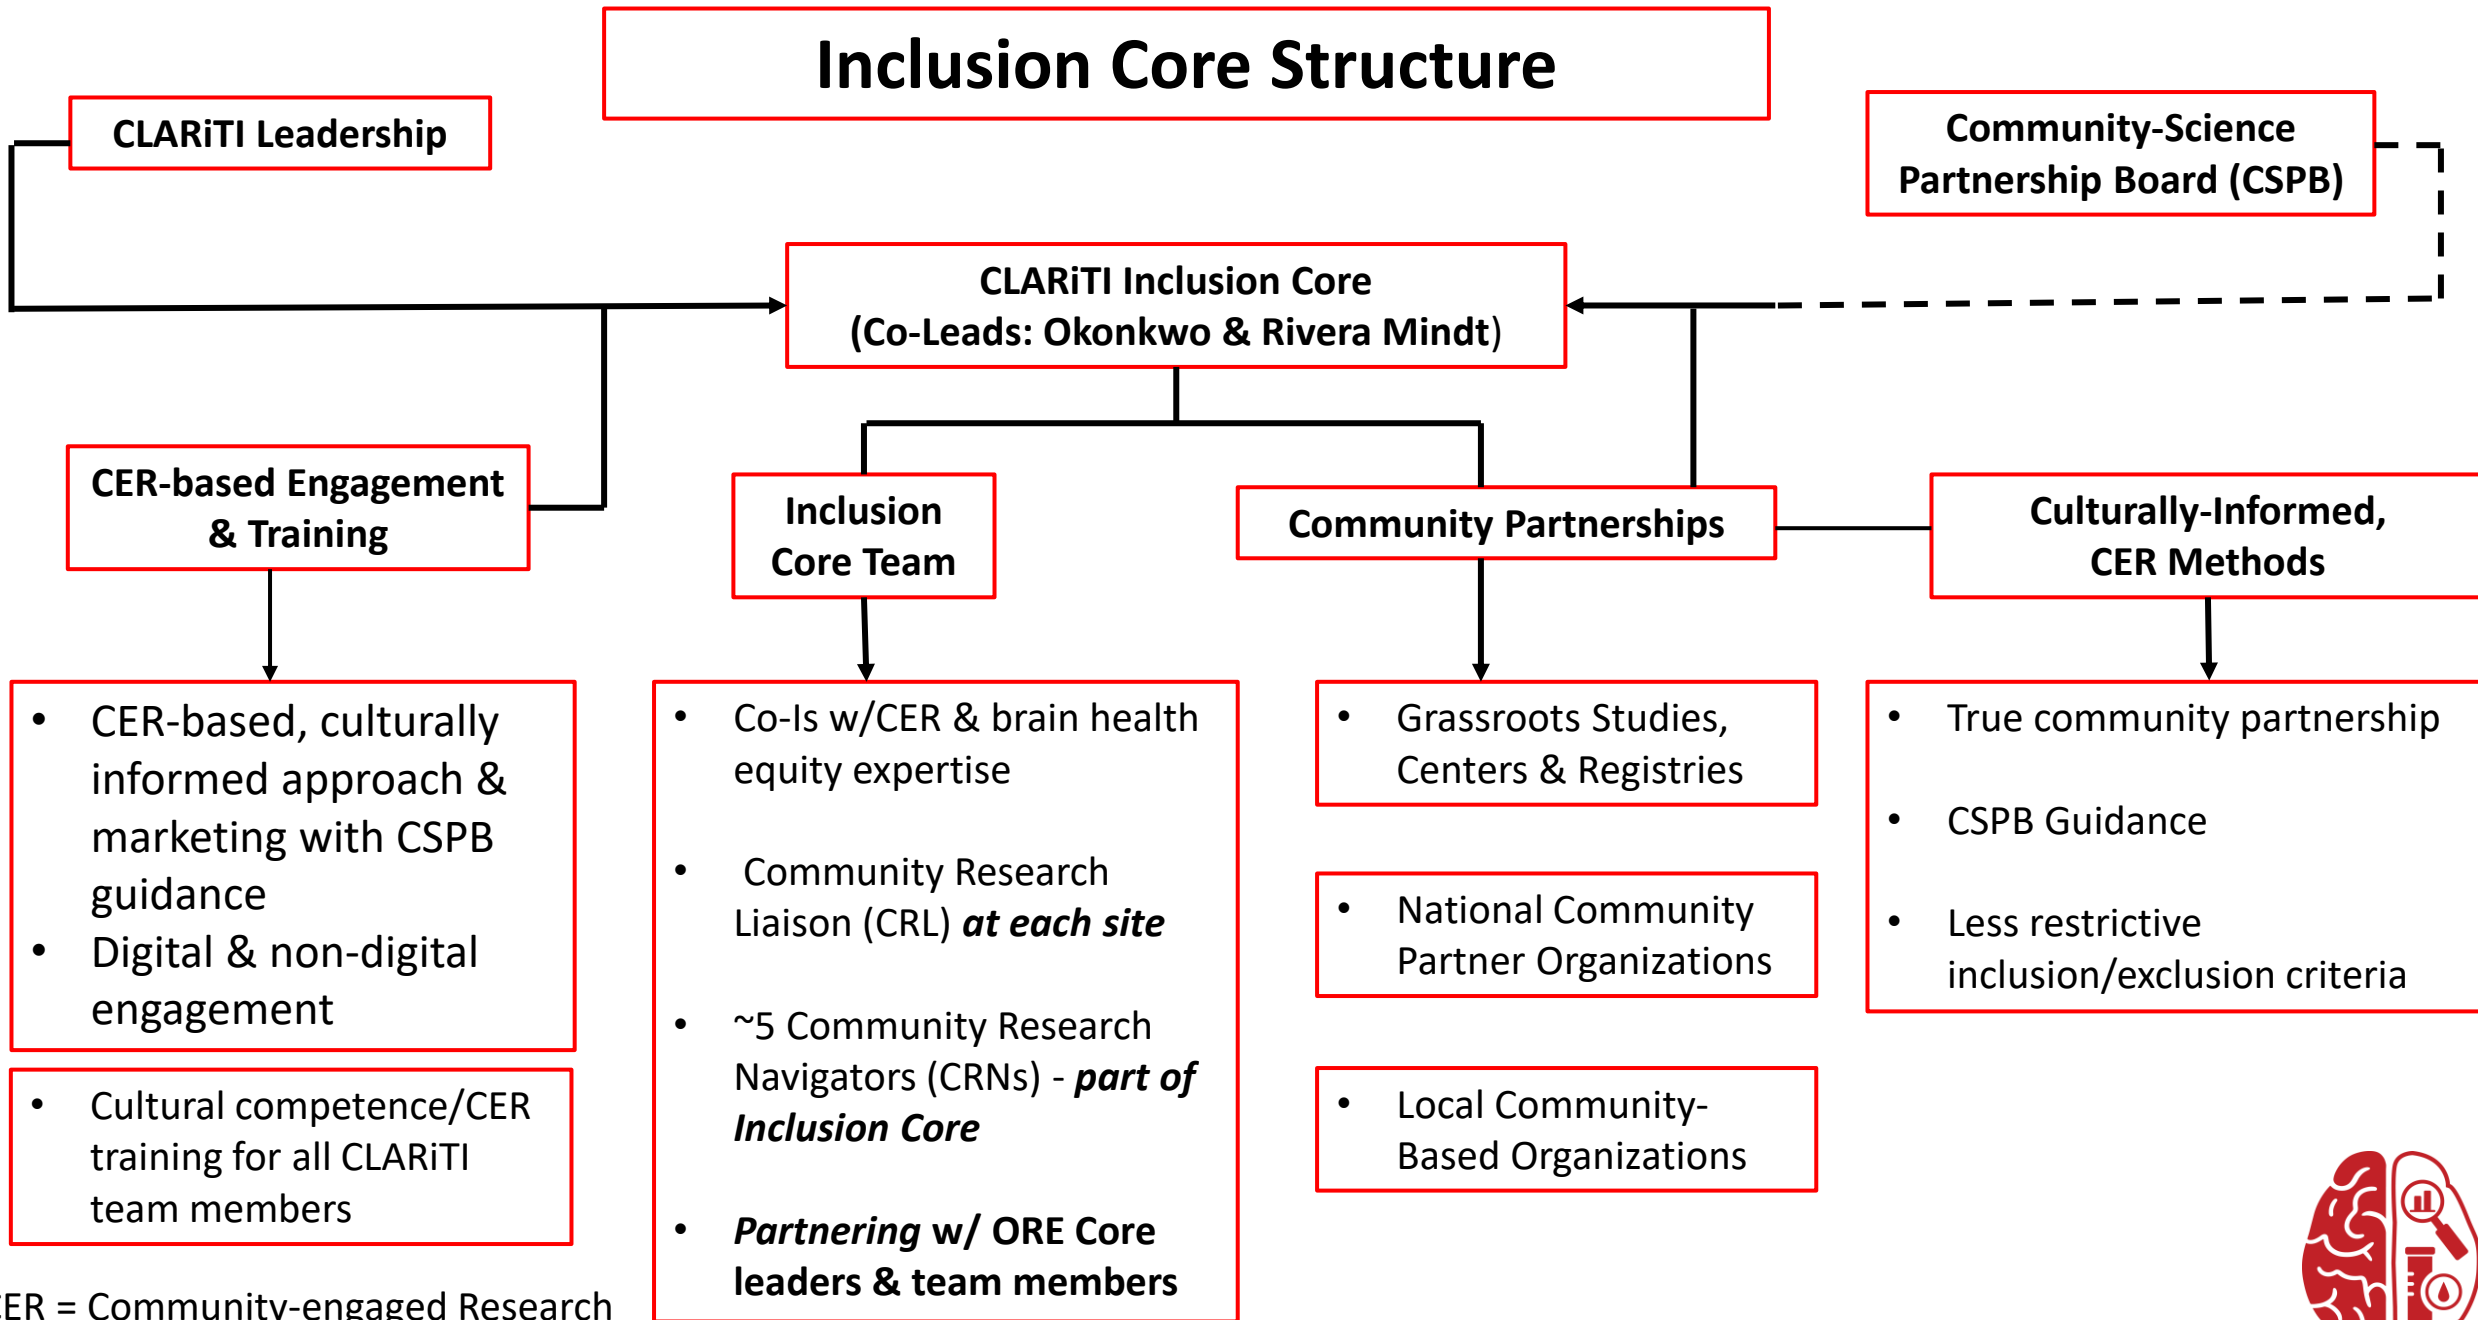 Inclusion Core Structure
CLARiTI Leadership
Community-Science
Partnership Board (CSPB)
CLARiTI Inclusion Core
(Co-Leads: Okonkwo & Rivera Mindt)
CER-based Engagement
& Training
Inclusion
Core Team
Community Partnerships
Culturally-Informed,
CER Methods
• CER-based, culturally
informed approach &
marketing with CSPB
guidance
• Digital & non-digital
engagement
• Cultural competence/CER
training for all CLARiTI
team members
• Co-Is w/CER & brain health
equity expertise
• Community Research
Liaison (CRL) at each site
• ~5 Community Research
Navigators (CRNs) - part of
Inclusion Core
• Partnering w/ ORE Core
leaders & team members
• Grassroots Studies,
Centers & Registries
• National Community
Partner Organizations
• Local Community-
Based Organizations
• True community partnership
• CSPB Guidance
• Less restrictive
inclusion/exclusion criteria
CER = Community-engaged Research